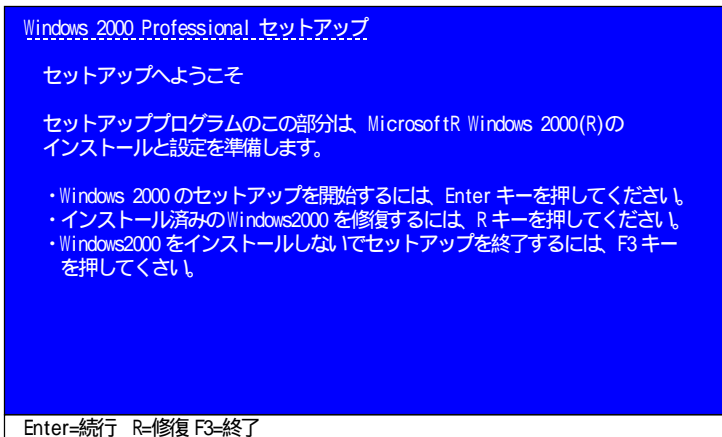 Windows 2000 Professional セットアップ
セットアップへようこそ
セットアッププログラムのこの部分は、MicrosoftR Windows 2000(R)の
インストールと設定を準備します。
・Windows 2000 のセットアップを開始するには、Enter キーを押してください。
・インストール済みのWindows2000 を修復するには、R キーを押してください。
・Windows2000 をインストールしないでセットアップを終了するには、F3 キー
を押してくさい。
Enter=続行 R=修復 F3=終了